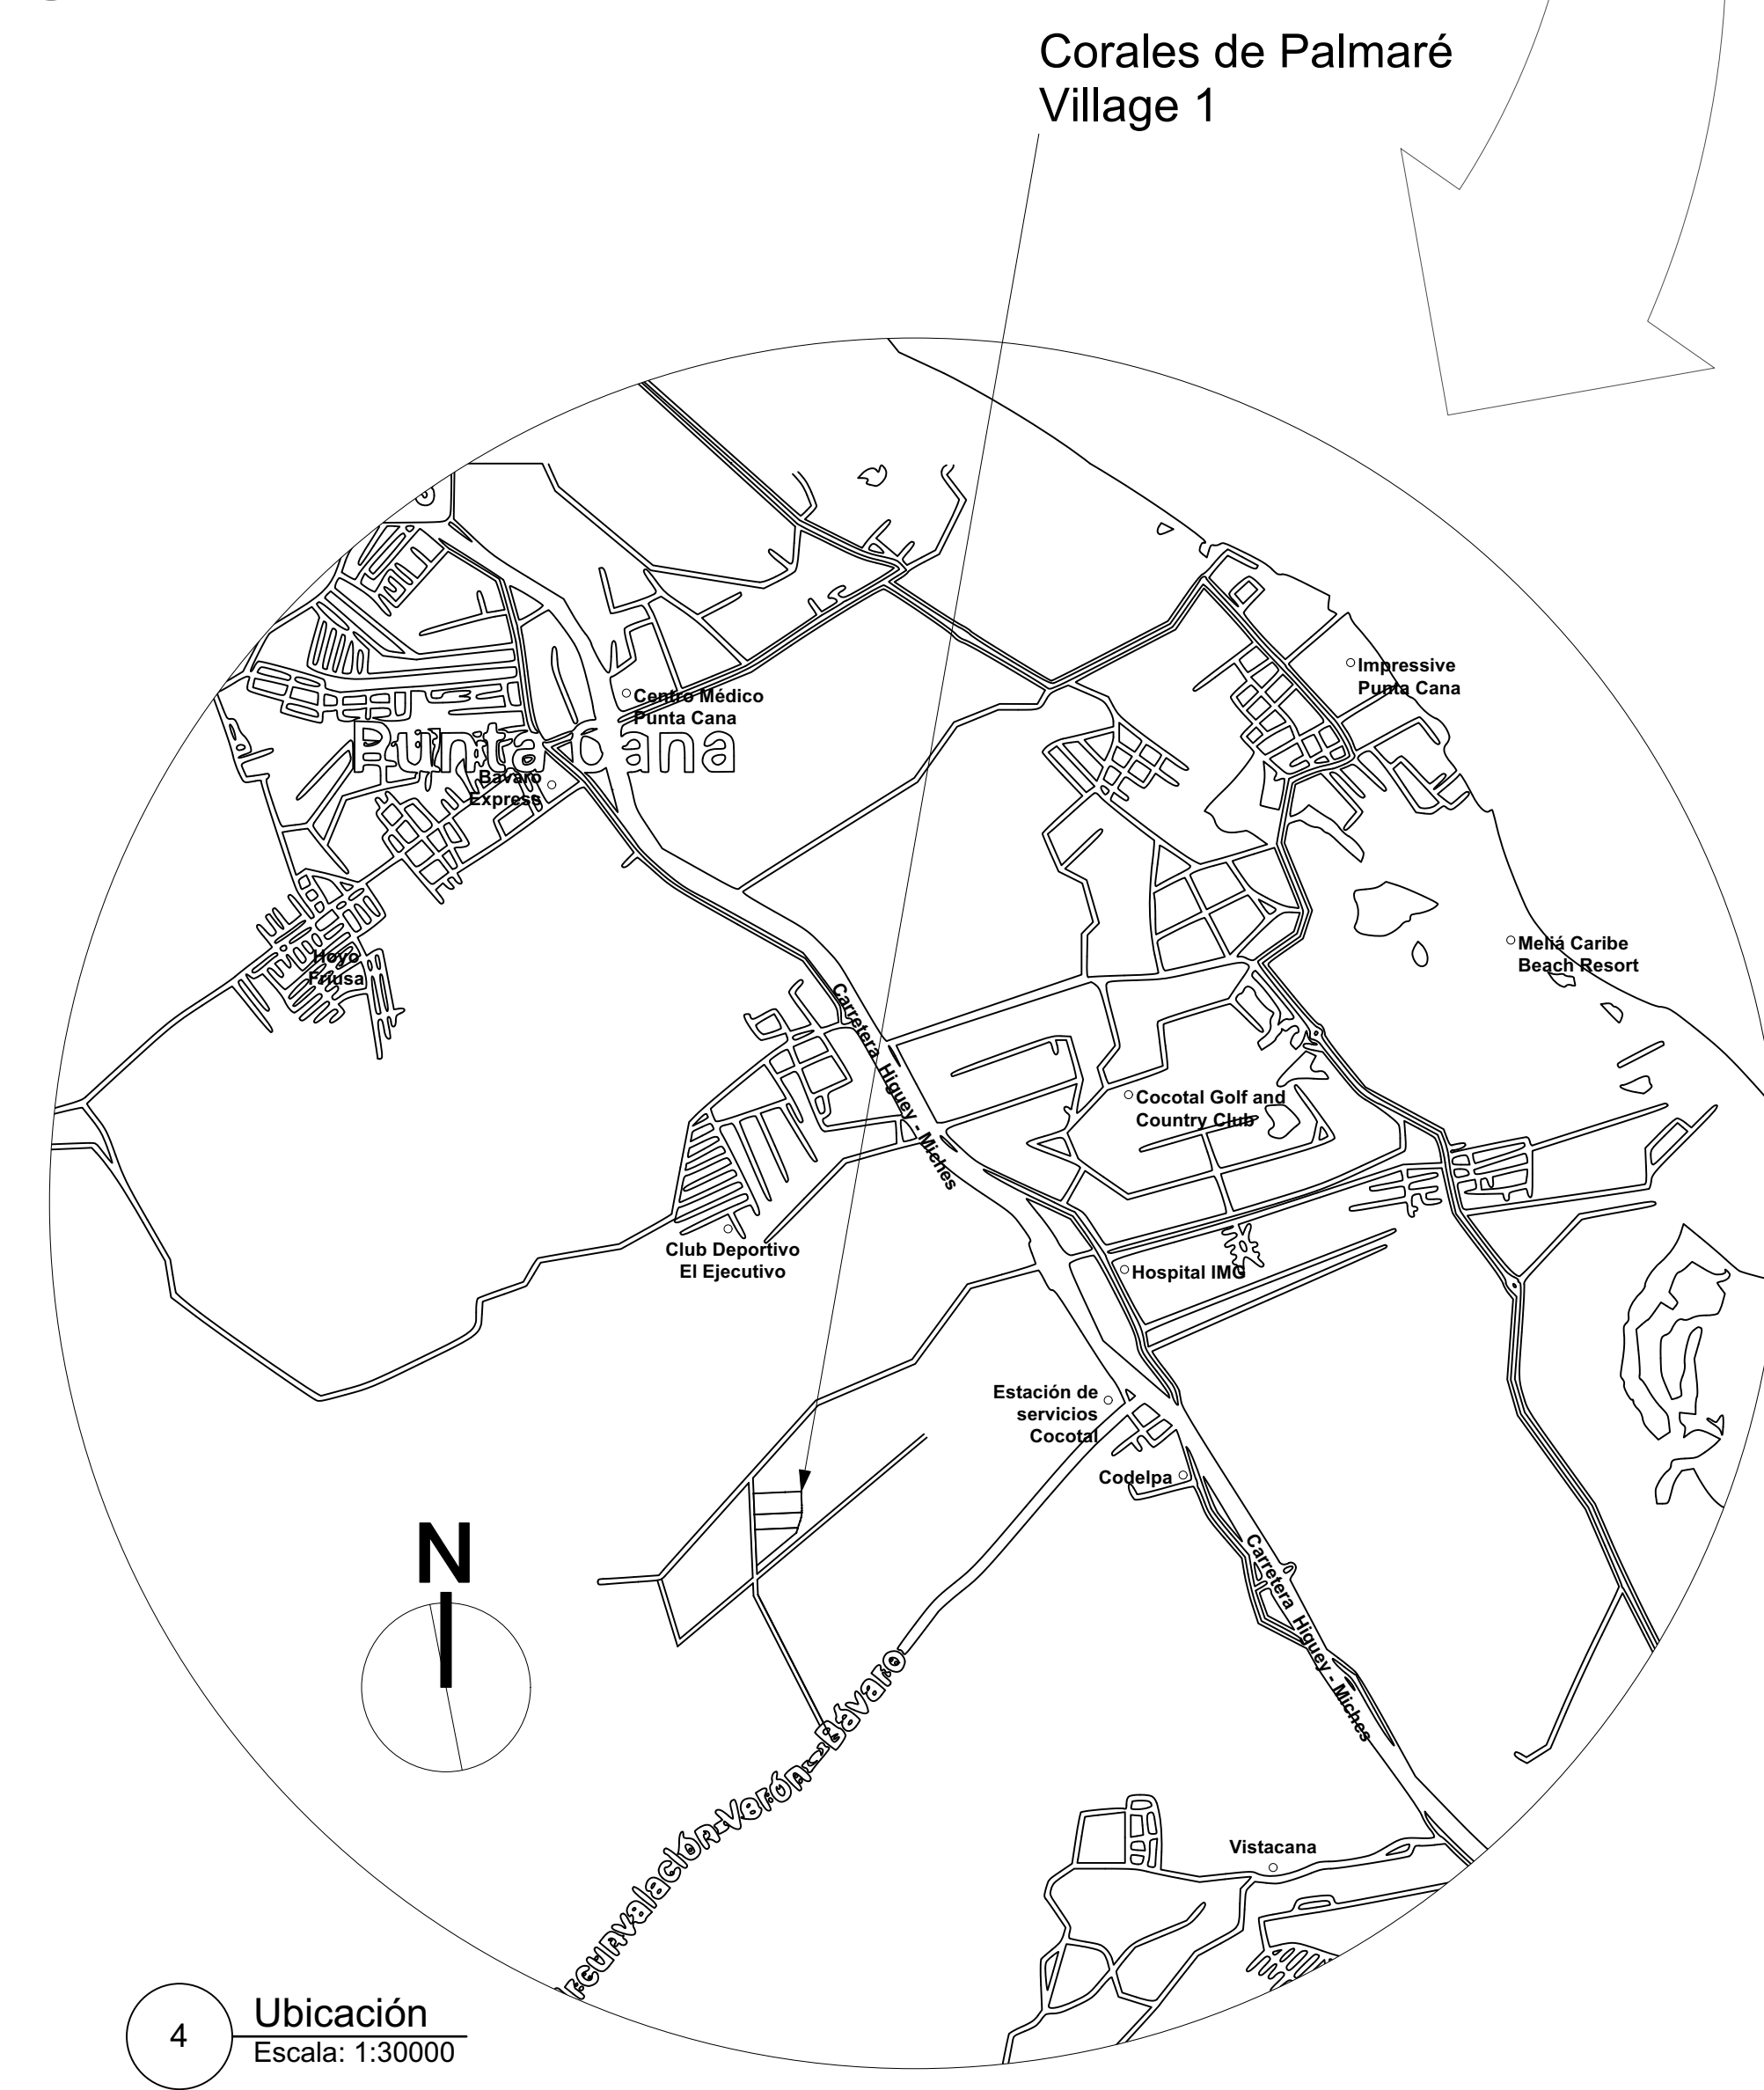 Corales de Palmaré
Village 1
Impressive
Punta Cana
Centro Médico
Punta Cana
Punta Cana
Bávaro
Express
Meliá Caribe
Beach Resort
Hoyo
Friusa
Carretera Higuey - Miches
Cocotal Golf and
Country Club
Club Deportivo
El Ejecutivo
Hospital IMG
Estación de
servicios
Cocotal
Codelpa
N
Carretera Higuey - Miches
Verón - Bávaro
Vistacana
4
Ubicación
Escala: 1:30000